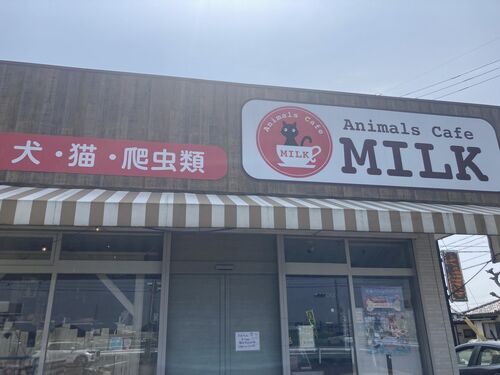 犬・猫・爬虫類
Animals Cafe
MILK
Animals Cafe
MILK